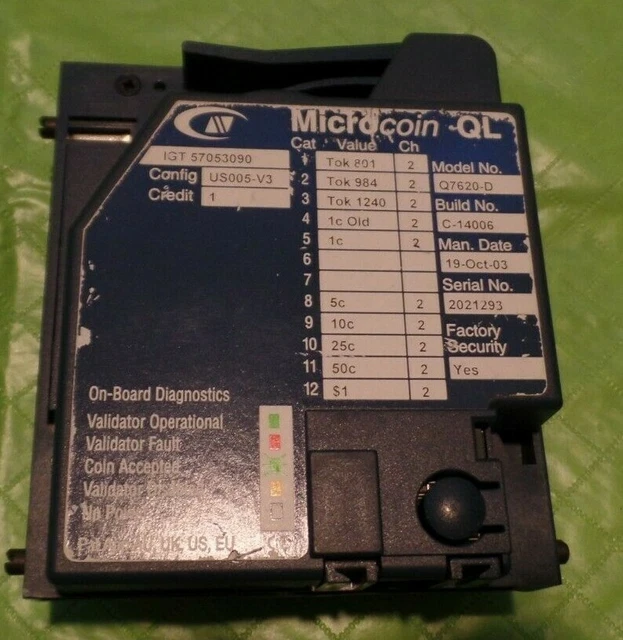 Microcoin QL
IGT 57053090
Config US005-V3
Credit 1
Cat Value Ch
1 Tok 891 2
2 Tok 984 2
3 Tok 1240 2
4 1c Old 2
5 1c 2
6
7
8 5c 2
9 10c 2
10 25c 2
11 50c 2
12 $1 2
Model No.
Q7620-D
Build No.
C-14006
Man. Date
19-Oct-03
Serial No.
2021293
Factory
Security
Yes
On-Board Diagnostics
Validator Operational
Validator Fault
Coin Accepted
Validator
No
UK, US, EU